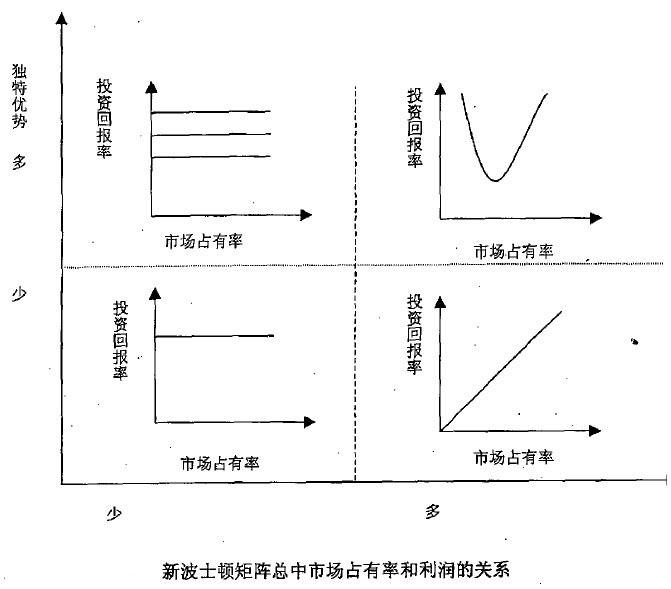 独特优势
多
少
投资回报率
市场占有率
投资回报率
市场占有率
投资回报率
市场占有率
投资回报率
市场占有率
少
多
新波士顿矩阵总中市场占有率和利润的关系